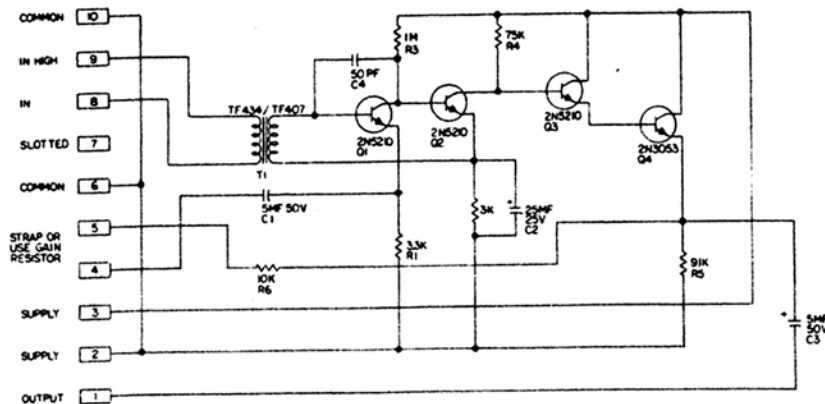 COMMON 10
IN HIGH 9
IN 8
SLOTTED 7
COMMON 6
5
STRAP OR
USE GAIN
RESISTOR
4
SUPPLY 3
SUPPLY 2
OUTPUT 1
TF434/TF407
T1
50 PF
C4
1M
R3
2N5210
Q1
75K
R4
2N5210
Q2
2N5210
Q3
2N3053
Q4
5MF 50V
C1
3.3K
R1
3K
+
25MF
25V
C2
10K
R6
R5
+
5MF
50V
C3